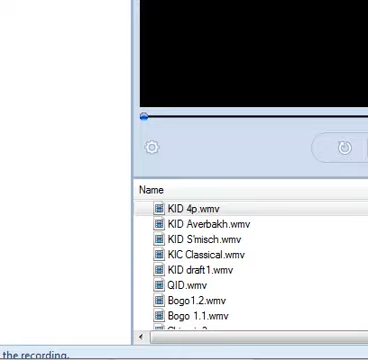 Name
KID 4p.wmv
KID Averbakh.wmv
KID S'misch.wmv
KIC Classical.wmv
KID draft1.wmv
QID.wmv
Bogo1.2.wmv
Bogo 1.1.wmv
the recording.